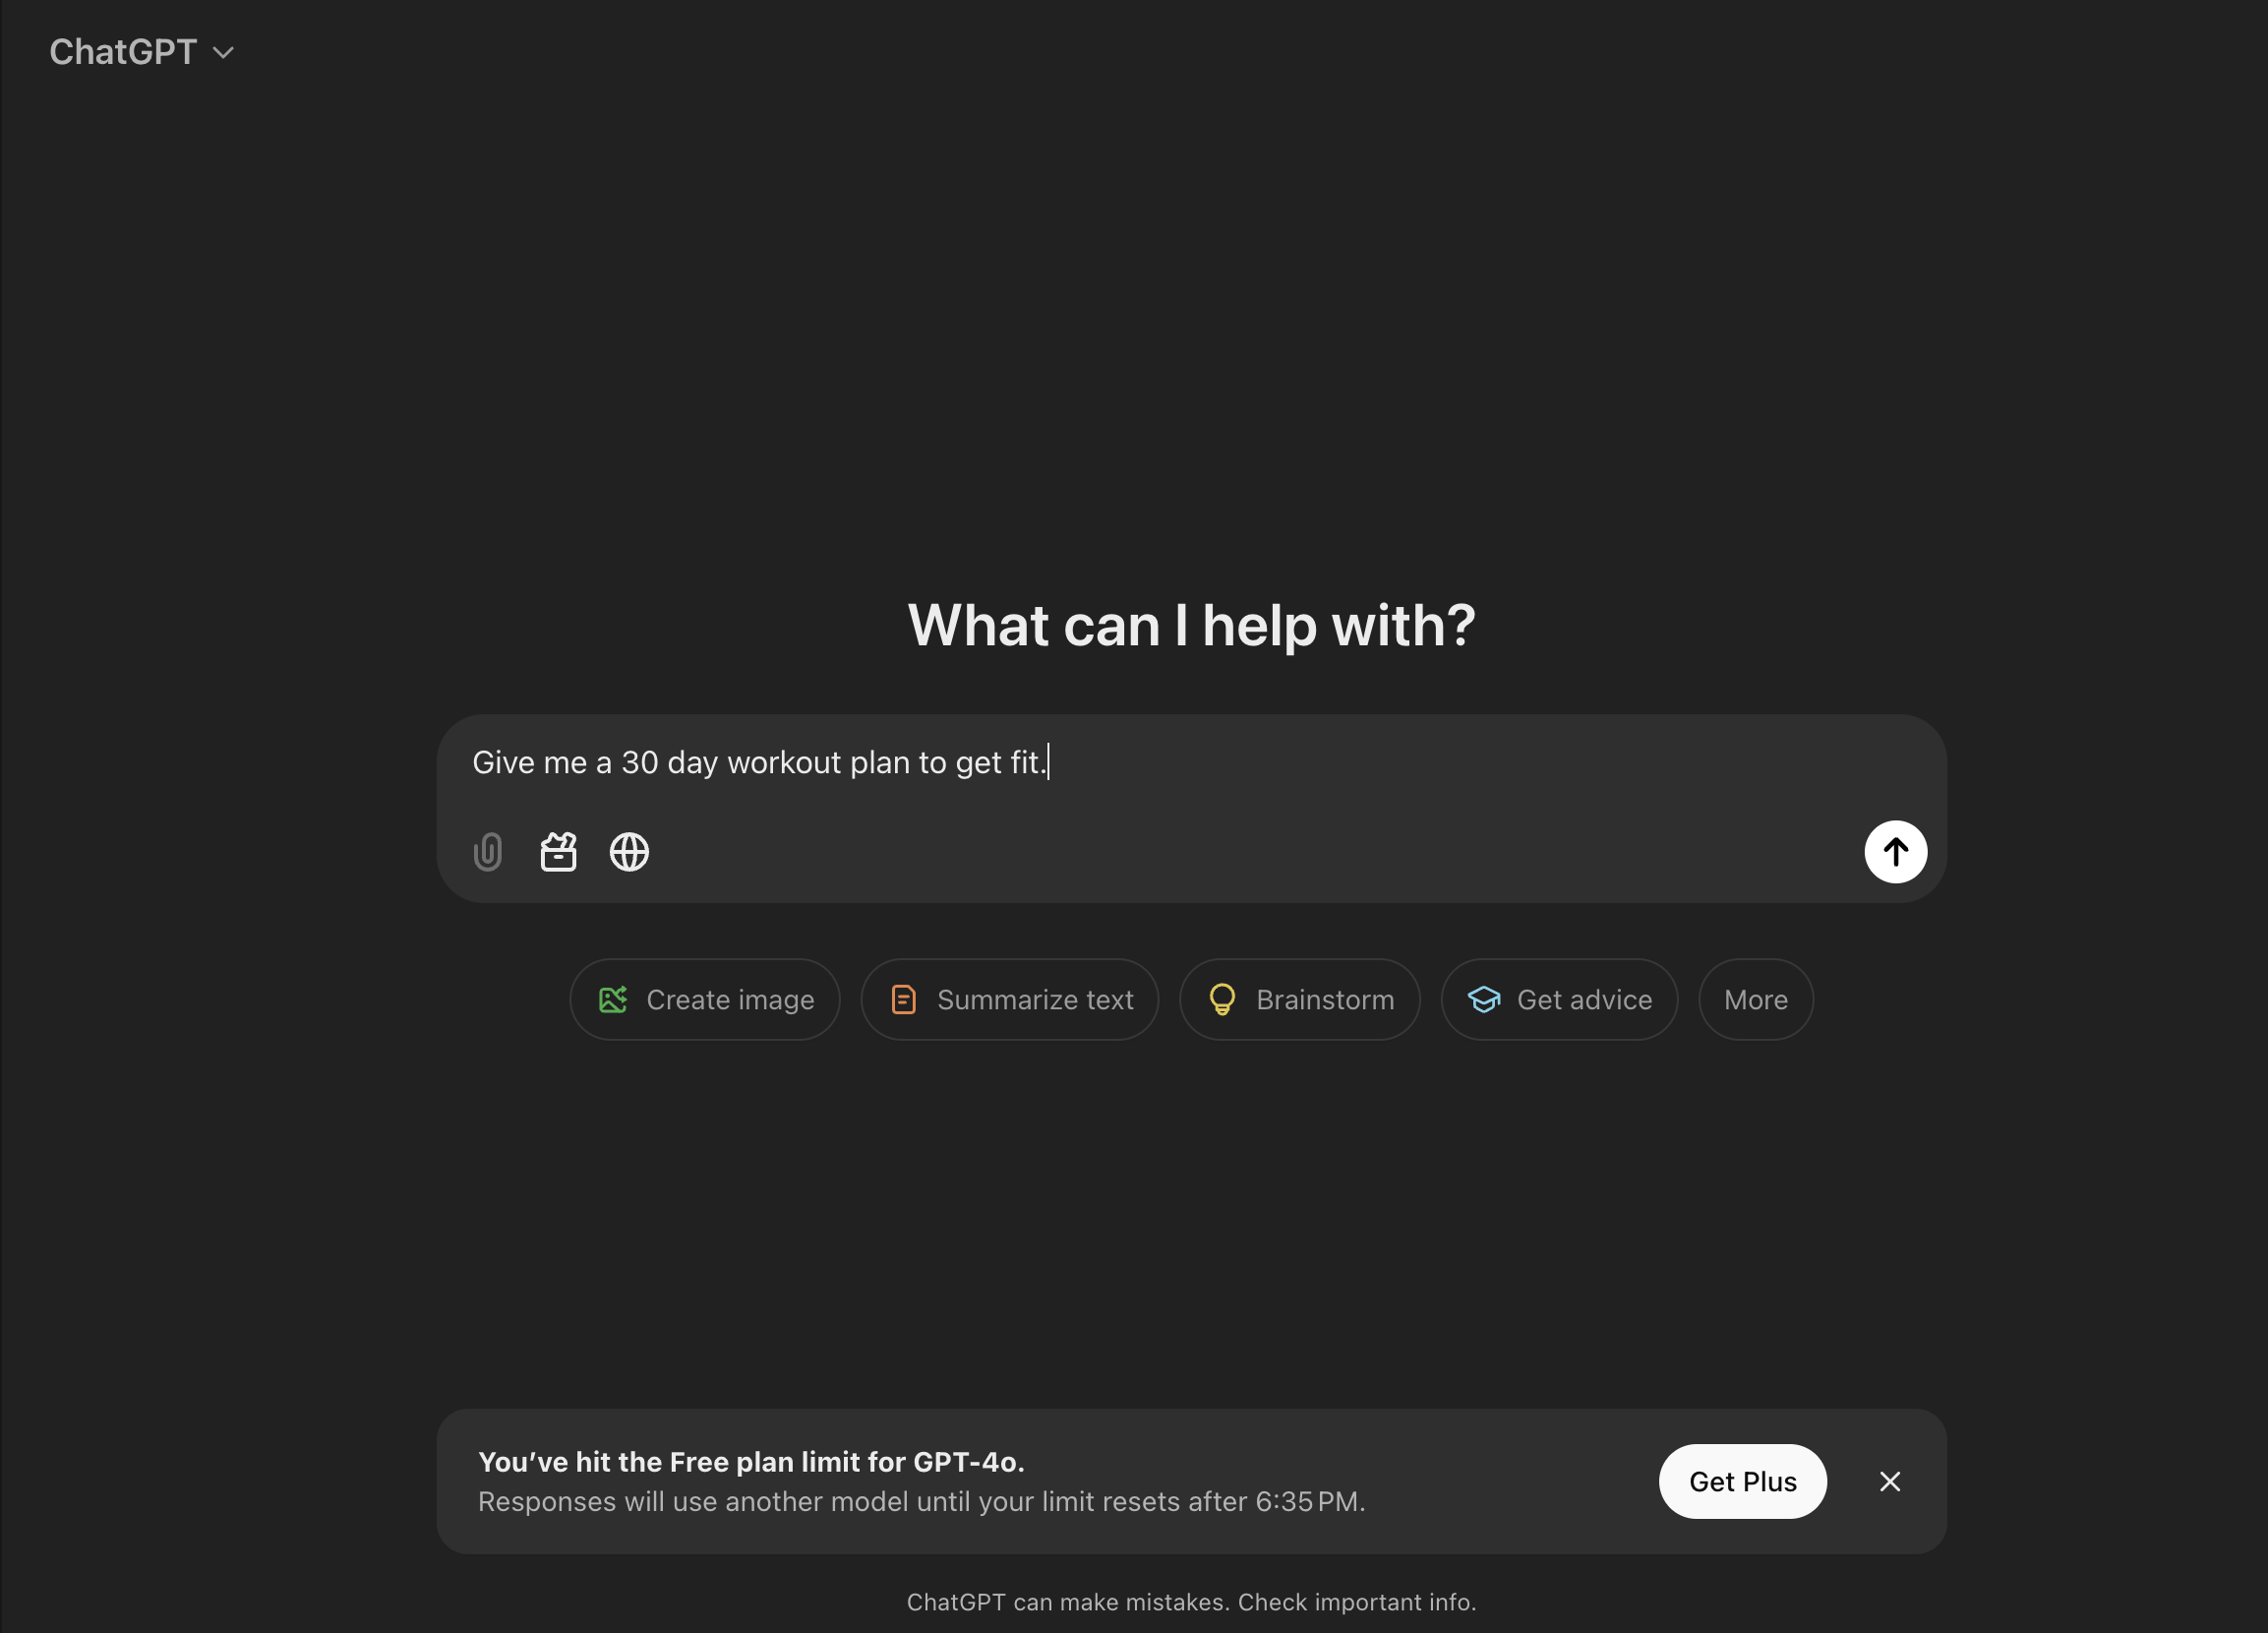 ChatGPT
What can I help with?
Give me a 30 day workout plan to get fit.
Create image
Summarize text
Brainstorm
Get advice
More
You’ve hit the Free plan limit for GPT-4o.
Responses will use another model until your limit resets after 6:35 PM.
Get Plus
ChatGPT can make mistakes. Check important info.